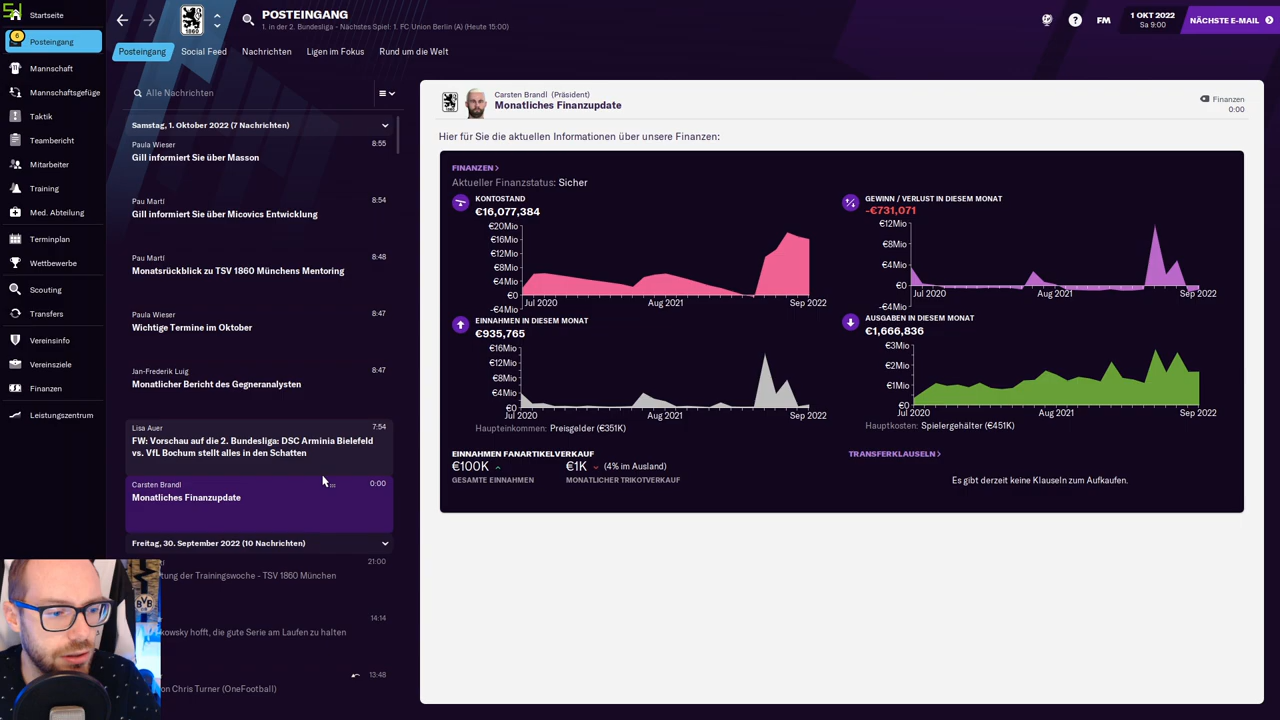 Startseite
6
Posteingang
Mannschaft
Mannschaftsgefüge
Taktik
Teambericht
Mitarbeiter
Training
Med. Abteilung
Terminplan
Wettbewerbe
Scouting
Transfers
Vereinsinfo
Vereinsziele
Finanzen
Leistungszentrum
1860
POSTEINGANG
1. in der 2. Bundesliga - Nächstes Spiel: 1. FC Union Berlin (A) (Heute 15:00)
?
FM
1 OKT 2022
Sa 9:00
NÄCHSTE E-MAIL
Posteingang
Social Feed
Nachrichten
Ligen im Fokus
Rund um die Welt
Alle Nachrichten
Samstag, 1. Oktober 2022 (7 Nachrichten)
Paula Wieser
8:55
Gill informiert Sie über Masson
Pau Martí
8:54
Gill informiert Sie über Micovics Entwicklung
Pau Martí
8:48
Monatsrückblick zu TSV 1860 Münchens Mentoring
Paula Wieser
8:47
Wichtige Termine im Oktober
Jan-Frederik Luig
8:47
Monatlicher Bericht des Gegneranalysten
Lisa Auer
7:54
FW: Vorschau auf die 2. Bundesliga: DSC Arminia Bielefeld
vs. VfL Bochum stellt alles in den Schatten
Carsten Brandl
0:00
Monatliches Finanzupdate
Freitag, 30. September 2022 (10 Nachrichten)
21:00
tung der Trainingswoche - TSV 1860 München
14:14
kowsky hofft, die gute Serie am Laufen zu halten
13:48
on Chris Turner (OneFootball)
BVB
Carsten Brandl (Präsident)
Monatliches Finanzupdate
Finanzen
0:00
Hier für Sie die aktuellen Informationen über unsere Finanzen:
FINANZEN
Aktueller Finanzstatus: Sicher
KONTOSTAND
€16,077,384
€20Mio
€16Mio
€12Mio
€8Mio
€4Mio
€0
-€4Mio
Jul 2020
Aug 2021
Sep 2022
GEWINN / VERLUST IN DIESEM MONAT
-€731,071
€12Mio
€8Mio
€4Mio
€0
-€4Mio
Jul 2020
Aug 2021
Sep 2022
EINNAHMEN IN DIESEM MONAT
€935,765
€16Mio
€12Mio
€8Mio
€4Mio
€0
Jul 2020
Aug 2021
Sep 2022
Haupteinkommen: Preisgelder (€351K)
AUSGABEN IN DIESEM MONAT
€1,666,836
€3Mio
€2Mio
€1Mio
€0
Jul 2020
Aug 2021
Sep 2022
Hauptkosten: Spielergehälter (€451K)
EINNAHMEN FANARTIKELVERKAUF
€100K
GESAMTE EINNAHMEN
€1K
(4% im Ausland)
MONATLICHER TRIKOTVERKAUF
TRANSFERKLAUSELN
Es gibt derzeit keine Klauseln zum Aufkaufen.